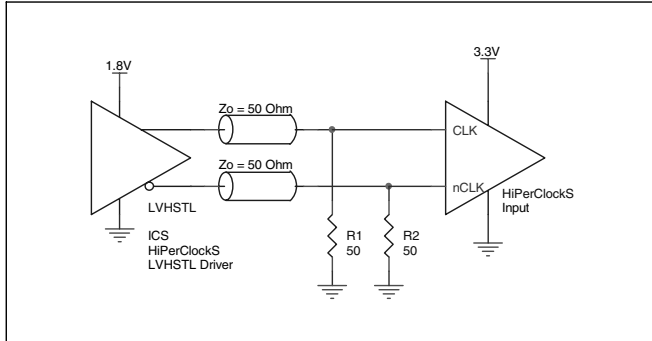 1.8V
3.3V
Zo = 50 Ohm
CLK
Zo = 50 Ohm
nCLK
HiPerClockS
Input
LVHSTL
ICS
HiPerClockS
LVHSTL Driver
R1
50
R2
50